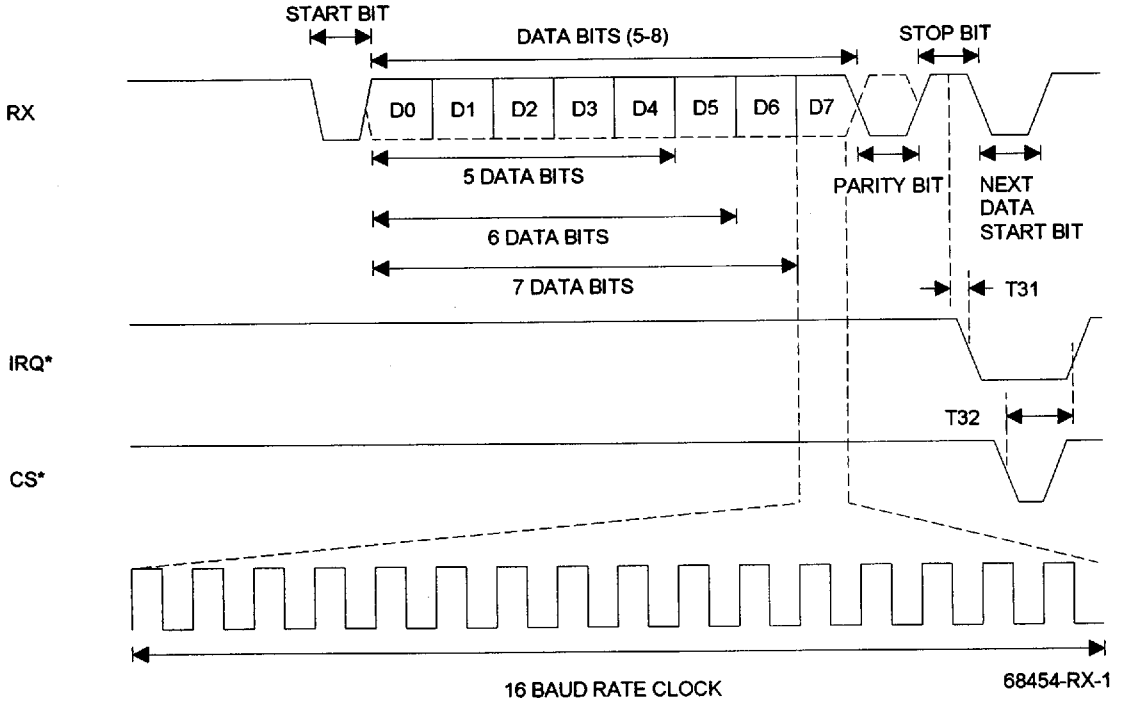 START BIT
DATA BITS (5-8)
STOP BIT
RX
D0 D1 D2 D3 D4 D5 D6 D7
5 DATA BITS
PARITY BIT
NEXT
DATA
START BIT
6 DATA BITS
7 DATA BITS
T31
IRQ*
T32
CS*
16 BAUD RATE CLOCK
68454-RX-1